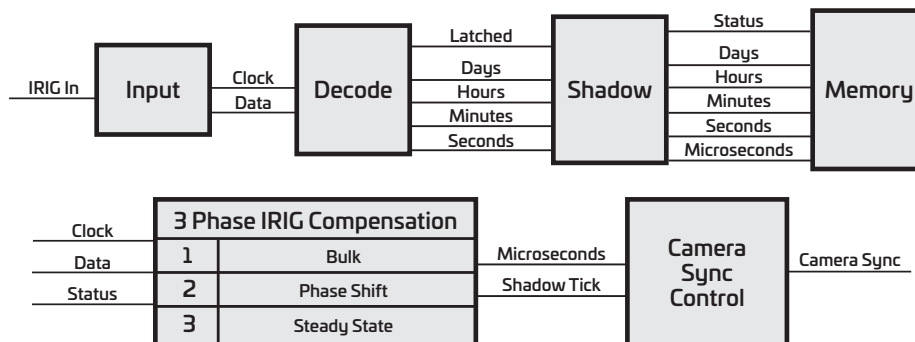 IRIG In
Input
Clock
Data
Decode
Latched
Days
Hours
Minutes
Seconds
Shadow
Status
Days
Hours
Minutes
Seconds
Microseconds
Memory
Clock
Data
Status
3 Phase IRIG Compensation
1 Bulk
2 Phase Shift
3 Steady State
Microseconds
Shadow Tick
Camera
Sync
Control
Camera Sync